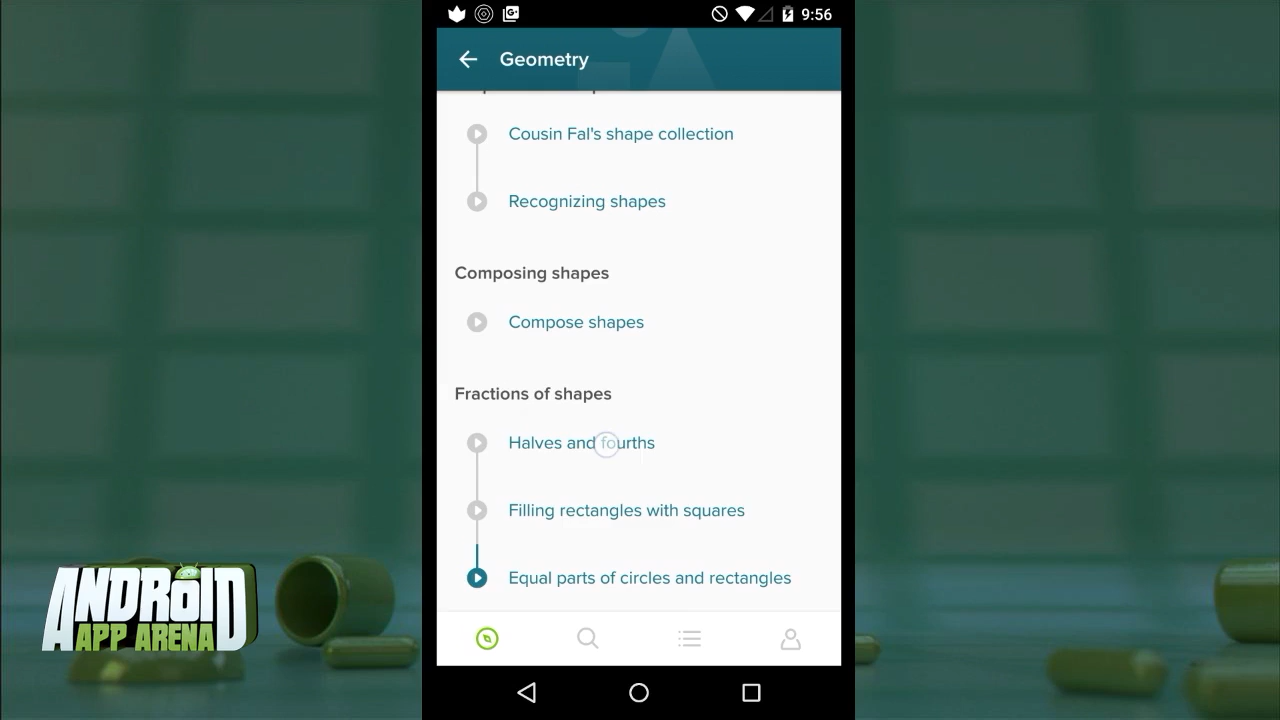 9:56
Geometry
Cousin Fal's shape collection
Recognizing shapes
Composing shapes
Compose shapes
Fractions of shapes
Halves and fourths
Filling rectangles with squares
Equal parts of circles and rectangles
ANDROID
APP ARENA